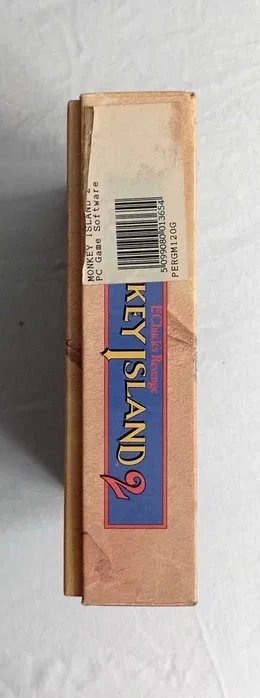 MONKEY ISLAND 2
PC Game Software
5099080013654
PERGM120G
LeChuck's Revenge
KEY ISLAND 2